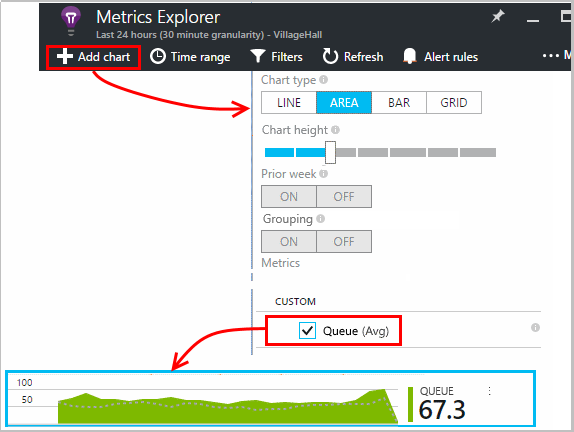 Metrics Explorer
Last 24 hours (30 minute granularity) - VillageHall
Add chart Time range Filters Refresh Alert rules ... M
Chart type
LINE AREA BAR GRID
Chart height
Prior week
ON OFF
Grouping
ON OFF
Metrics
CUSTOM
Queue (Avg)
100
50
QUEUE
67.3